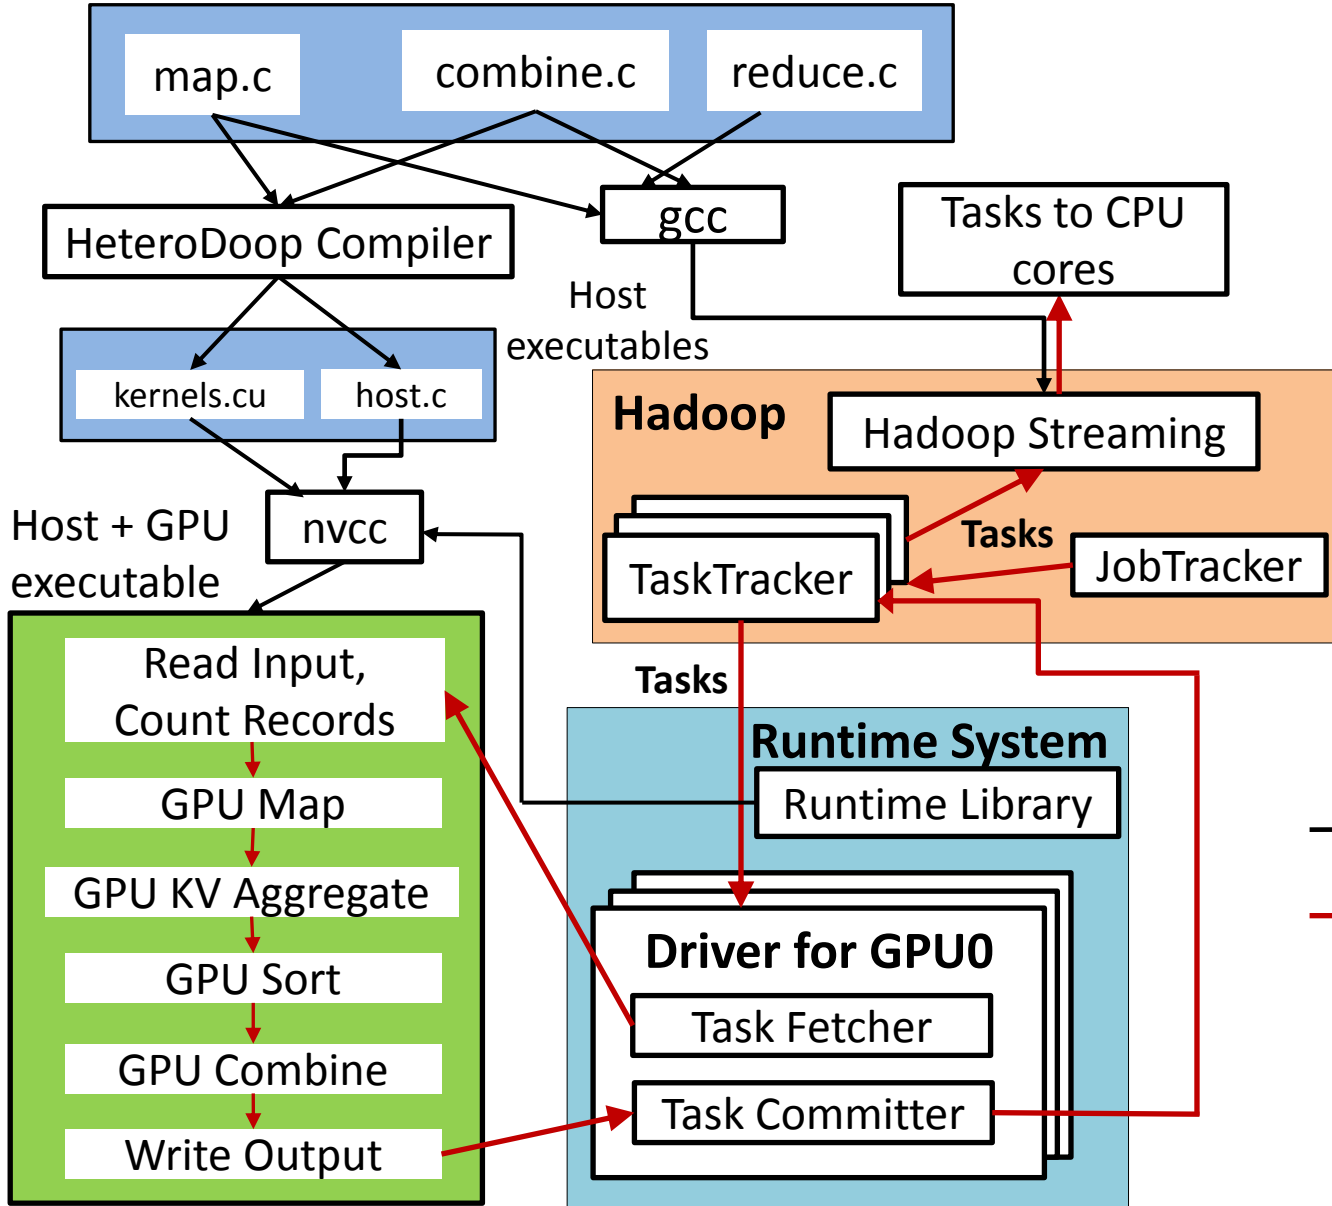 map.c
combine.c
reduce.c
HeteroDoop Compiler
gcc
Tasks to CPU
cores
Host
executables
kernels.cu
host.c
Hadoop
Hadoop Streaming
nvcc
Host + GPU
executable
Tasks
TaskTracker
JobTracker
Read Input,
Count Records
Tasks
Runtime System
Runtime Library
GPU Map
GPU KV Aggregate
Driver for GPU0
GPU Sort
Task Fetcher
GPU Combine
Task Committer
Write Output